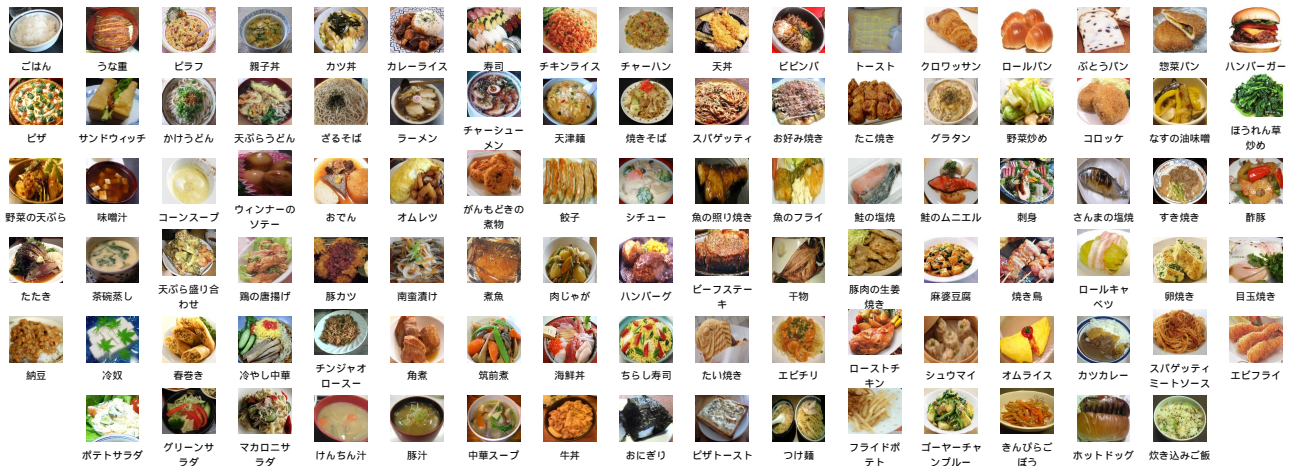 ごはん うな重 ピラフ 親子丼 カツ丼 カレーライス 寿司 チキンライス チャーハン 天丼 ビビンバ トースト クロワッサン ロールパン ぶとうパン 惣菜パン ハンバーガー
ピザ サンドウィッチ かけうどん 天ぷらうどん ざるそば ラーメン チャーシューメン 天津麺 焼きそば スパゲッティ お好み焼き たこ焼き グラタン 野菜炒め コロッケ なすの油味噌 ほうれん草炒め
野菜の天ぷら 味噌汁 コーンスープ ウィンナーのソテー おでん オムレツ がんもどきの煮物 餃子 シチュー 魚の照り焼き 魚のフライ 鮭の塩焼 鮭のムニエル 刺身 さんまの塩焼 すき焼き 酢豚
たたき 茶碗蒸し 天ぷら盛り合わせ 鶏の唐揚げ 豚カツ 南蛮漬け 煮魚 肉じゃが ハンバーグ ビーフステーキ 干物 豚肉の生姜焼き 麻婆豆腐 焼き鳥 ロールキャベツ 卵焼き 目玉焼き
納豆 冷奴 春巻き 冷やし中華 チンジャオロースー 角煮 筑前煮 海鮮丼 ちらし寿司 たい焼き エビチリ ローストチキン シュウマイ オムライス カツカレー スパゲッティミートソース エビフライ
ポテトサラダ グリーンサラダ マカロニサラダ けんちん汁 豚汁 中華スープ 牛丼 おにぎり ピザトースト つけ麺 フライドポテト ゴーヤーチャンプルー きんぴらごぼう ホットドッグ 炊き込みご飯